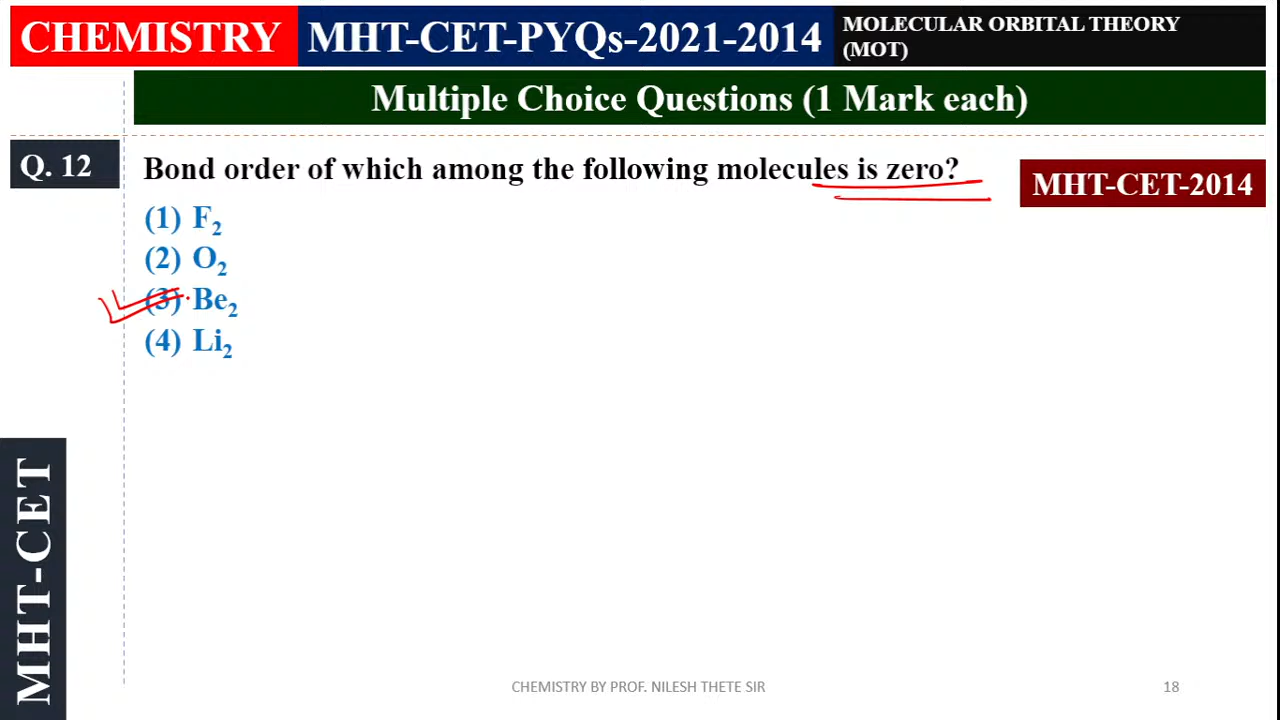 CHEMISTRY MHT-CET-PYQs-2021-2014 MOLECULAR ORBITAL THEORY
(MOT)
Multiple Choice Questions (1 Mark each)
Q. 12 Bond order of which among the following molecules is zero?
MHT-CET-2014
(1) F₂
(2) O₂
(3) Be₂
(4) Li₂
MHT-CET
CHEMISTRY BY PROF. NILESH THETE SIR 18